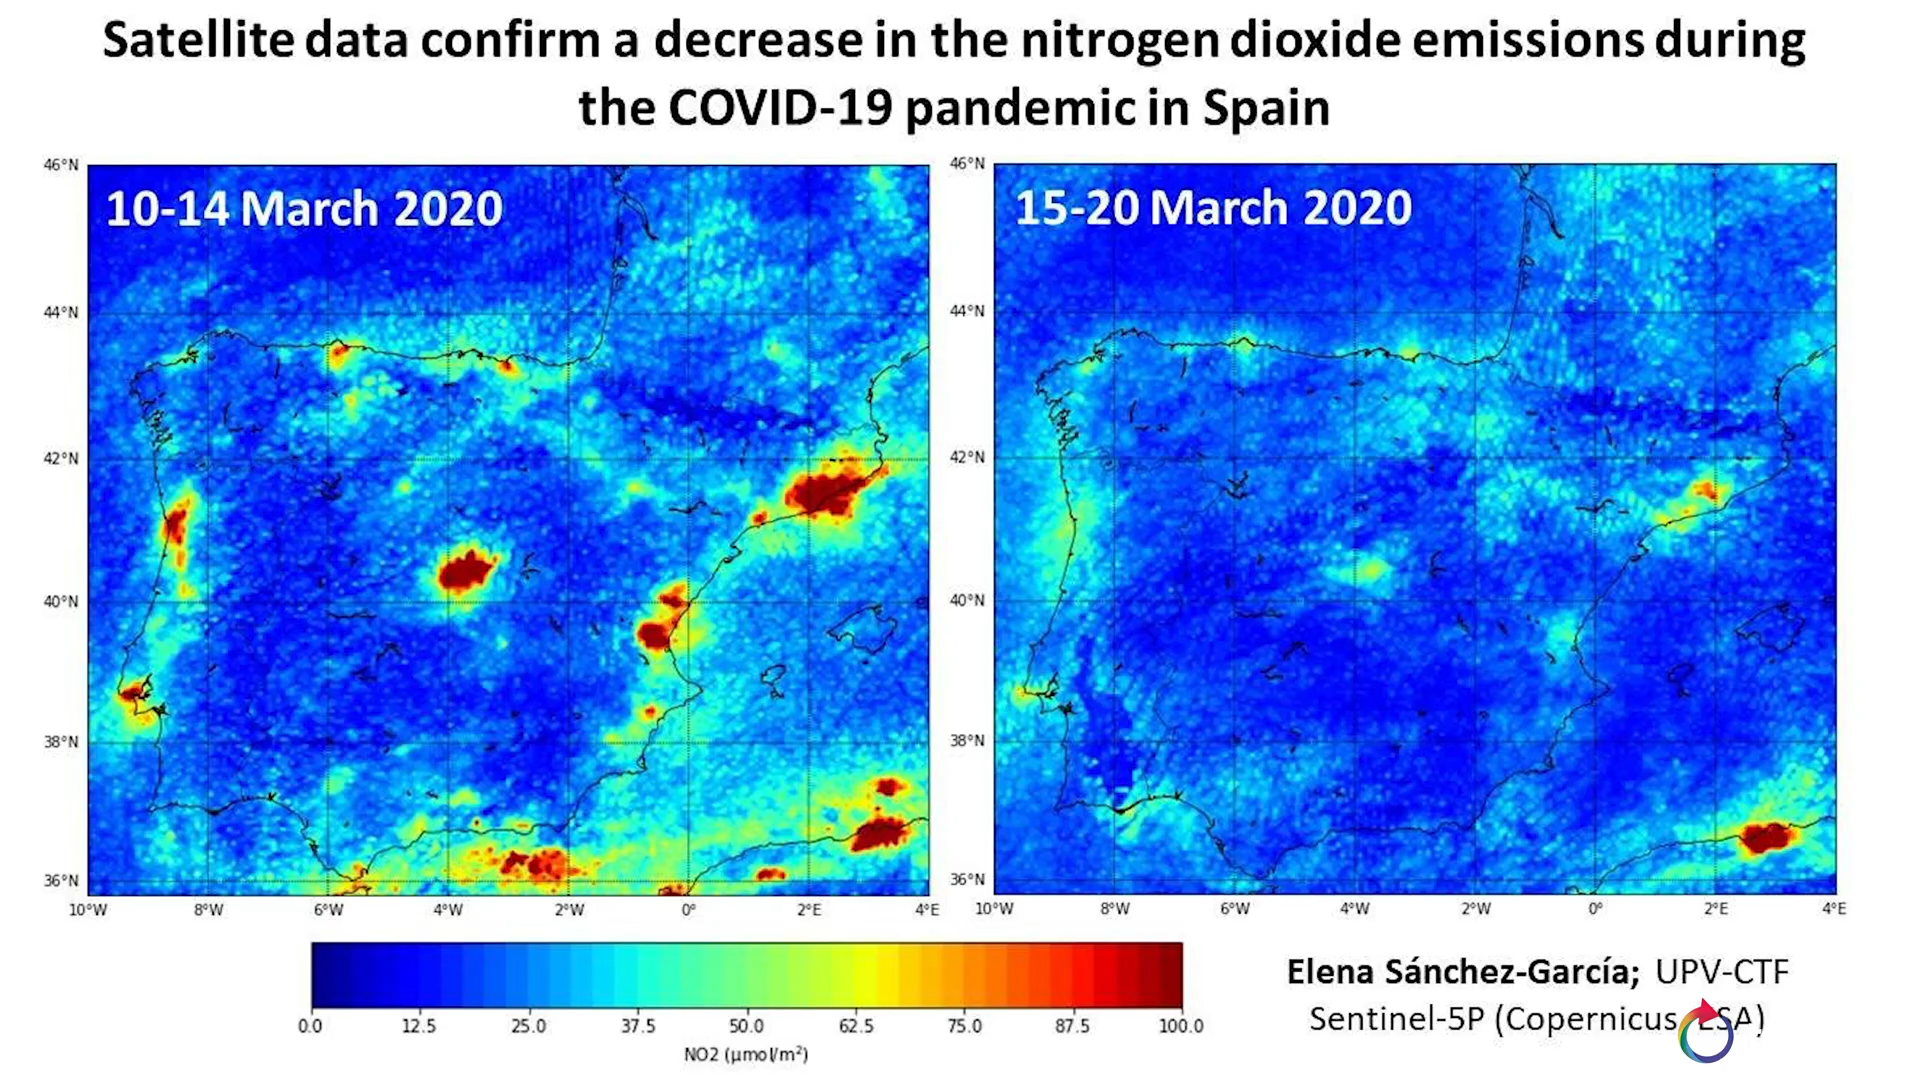 Satellite data confirm a decrease in the nitrogen dioxide emissions during
the COVID-19 pandemic in Spain
10-14 March 2020
46°N
44°N
42°N
40°N
38°N
36°N
10°W 8°W 6°W 4°W 2°W 0° 2°E 4°E
15-20 March 2020
46°N
44°N
42°N
40°N
38°N
36°N
10°W 8°W 6°W 4°W 2°W 0° 2°E 4°E
0.0 12.5 25.0 37.5 50.0 62.5 75.0 87.5 100.0
NO2 (μmol/m²)
Elena Sánchez-García; UPV-CTF
Sentinel-5P (Copernicus, ESA)